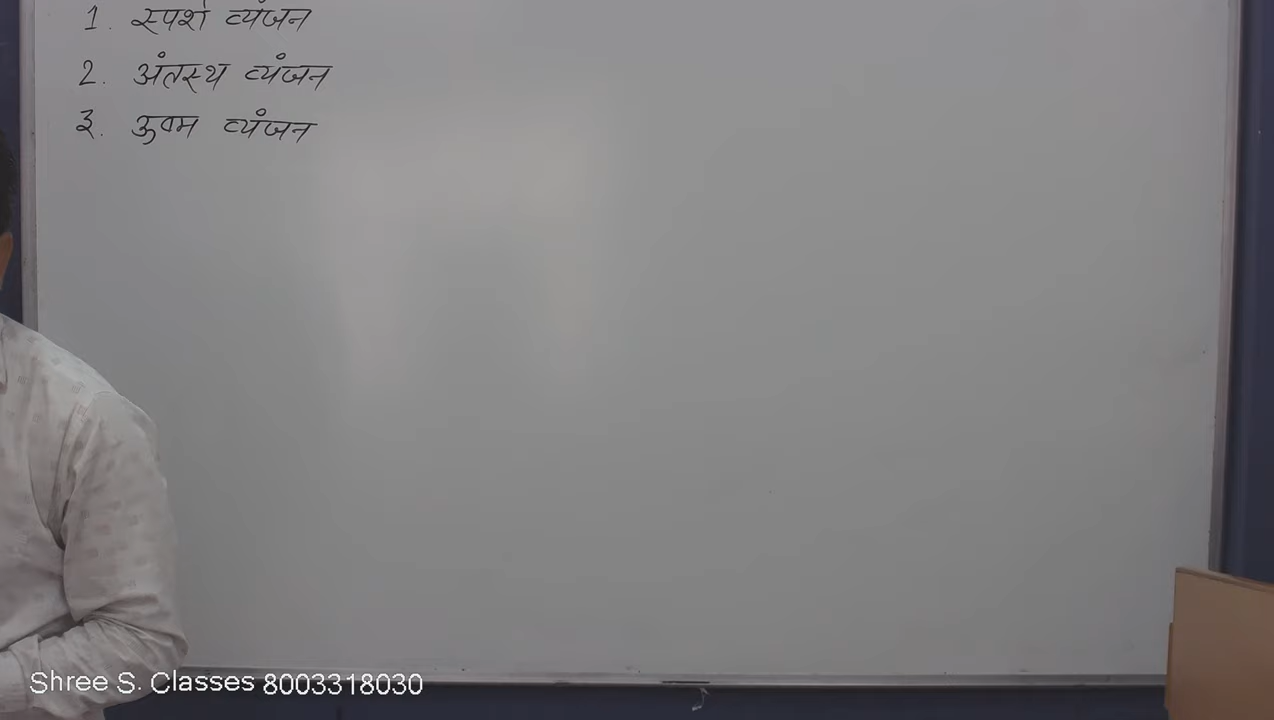 1. स्पर्श व्यंजन
2. अंतस्थ व्यंजन
3. ऊष्म व्यंजन
Shree S. Classes 8003318030